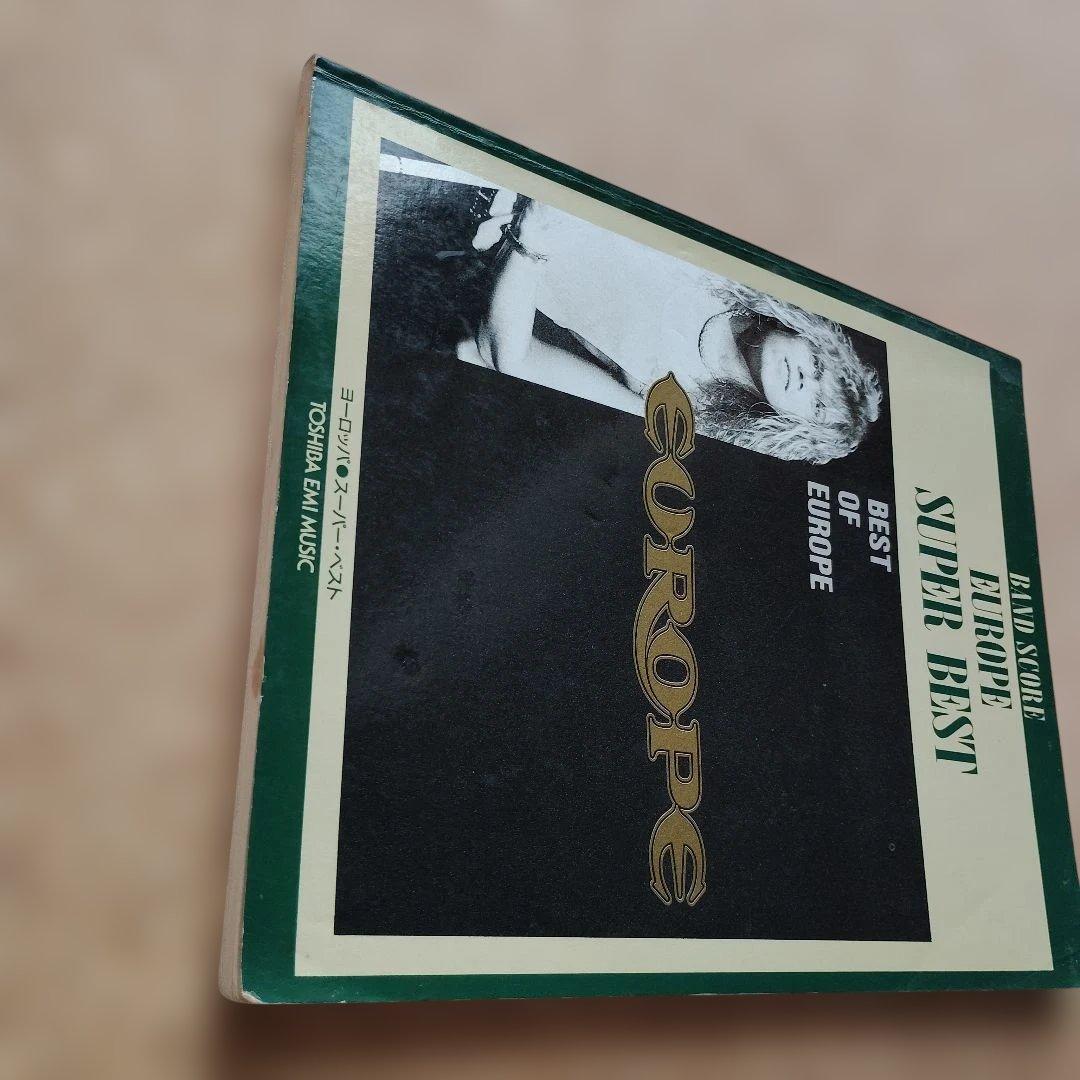 BAND SCORE
EUROPE
SUPER BEST
BEST
OF
EUROPE
EUROPE
ヨーロッパ●スーパー・ベスト
TOSHIBA EMI MUSIC